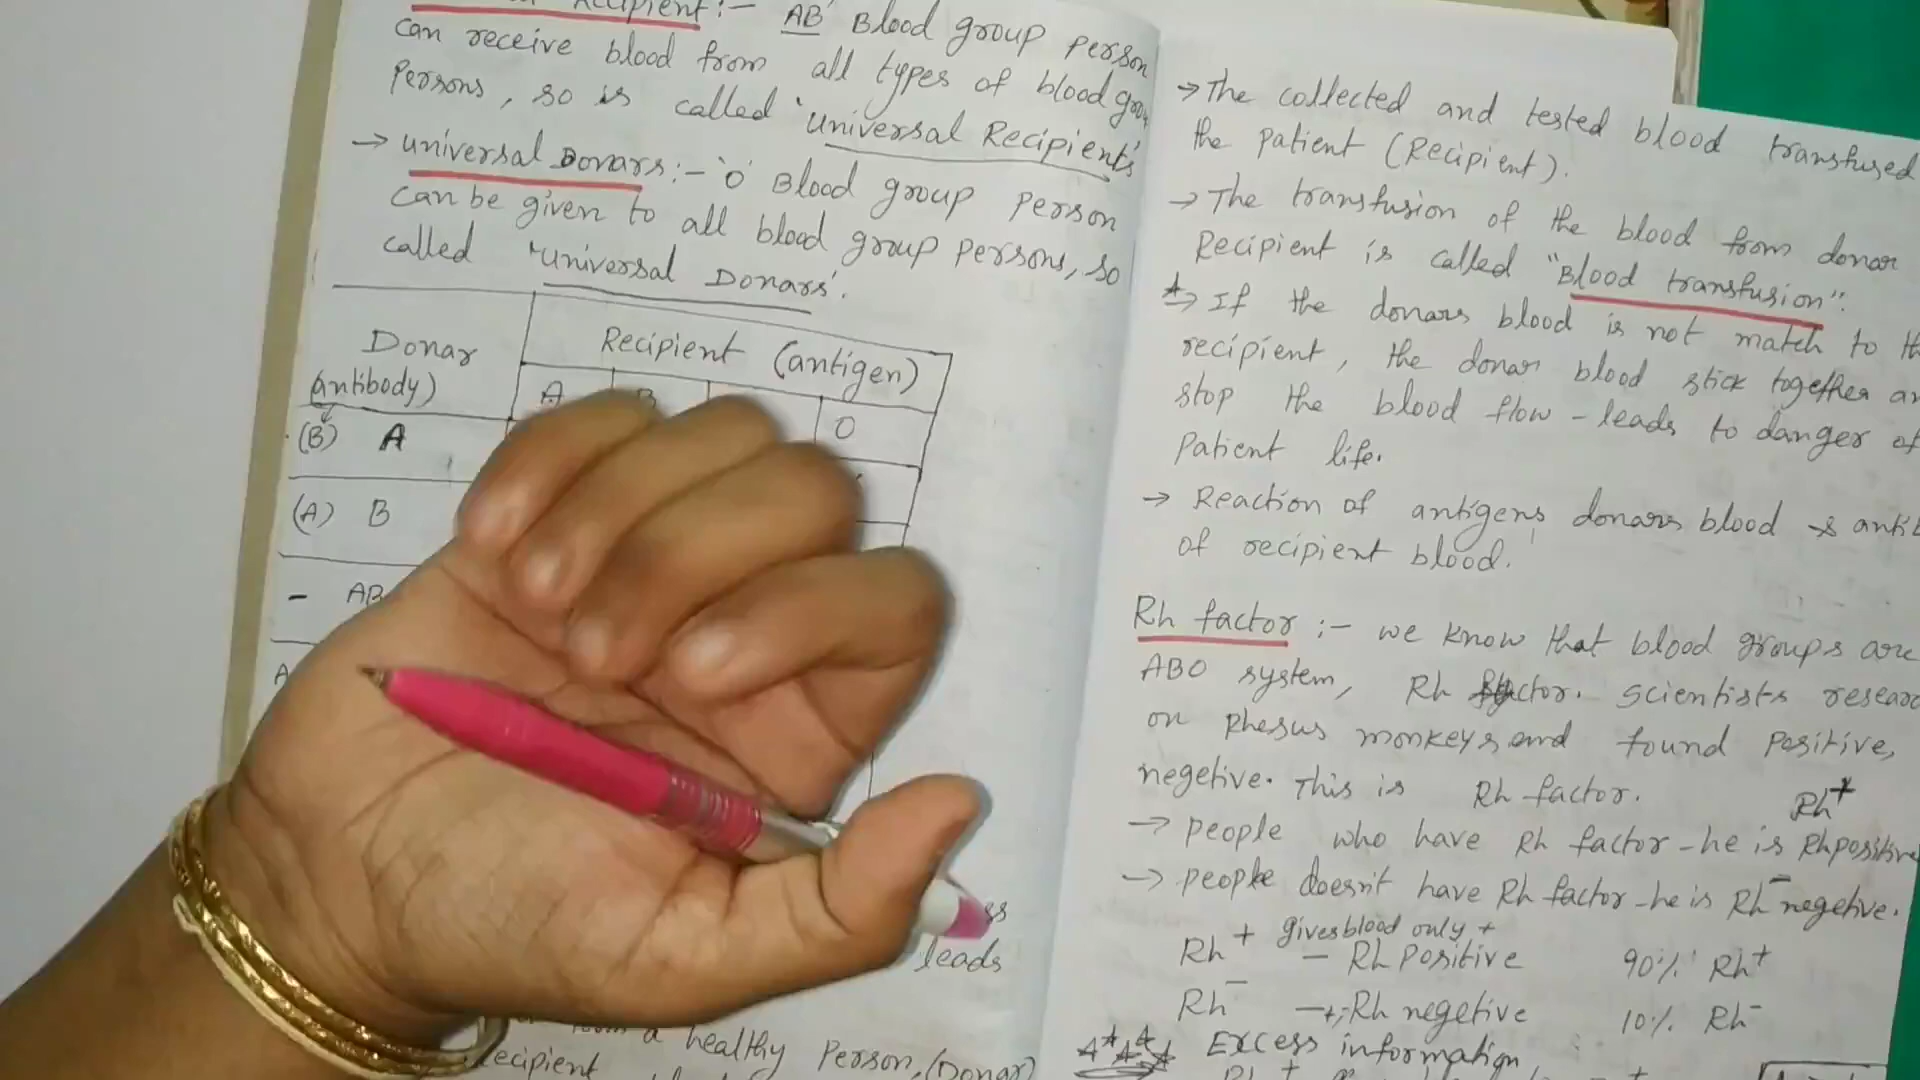 Recipient :- AB Blood group person
can receive blood from all types of blood
persons, so is called 'Universal Recipients
→ universal Donars :- 'O' Blood group person
can be given to all blood group persons, so
called 'universal Donars'.
Donar
antibody)
Recipient (antigen)
A B
O
(B) A
(A) B
- AB
A
ss
leads
a healthy Person, (Donar)
recipient
→ The collected and tested blood transfused
the patient (Recipient).
→ The transfusion of the blood from donar
Recipient is called "Blood transfusion".
→ If the donars blood is not match to
recipient, the donar blood stick together
stop the blood flow - leads to danger of
patient life.
→ Reaction of antigens donars blood &
of recipient blood.
Rh factor :- we know that blood groups are
ABO system, Rh factor. Scientists
on Rhesus monkeys and found Positive,
negetive. This is Rh factor.
Rh+
→ people who have Rh factor - he is Rh positive
→ people doesn't have Rh factor - he is Rh- negetive.
gives blood only +
Rh+ - Rh Positive 90% Rh+
Rh- - +, Rh negetive 10% Rh-
Excess information